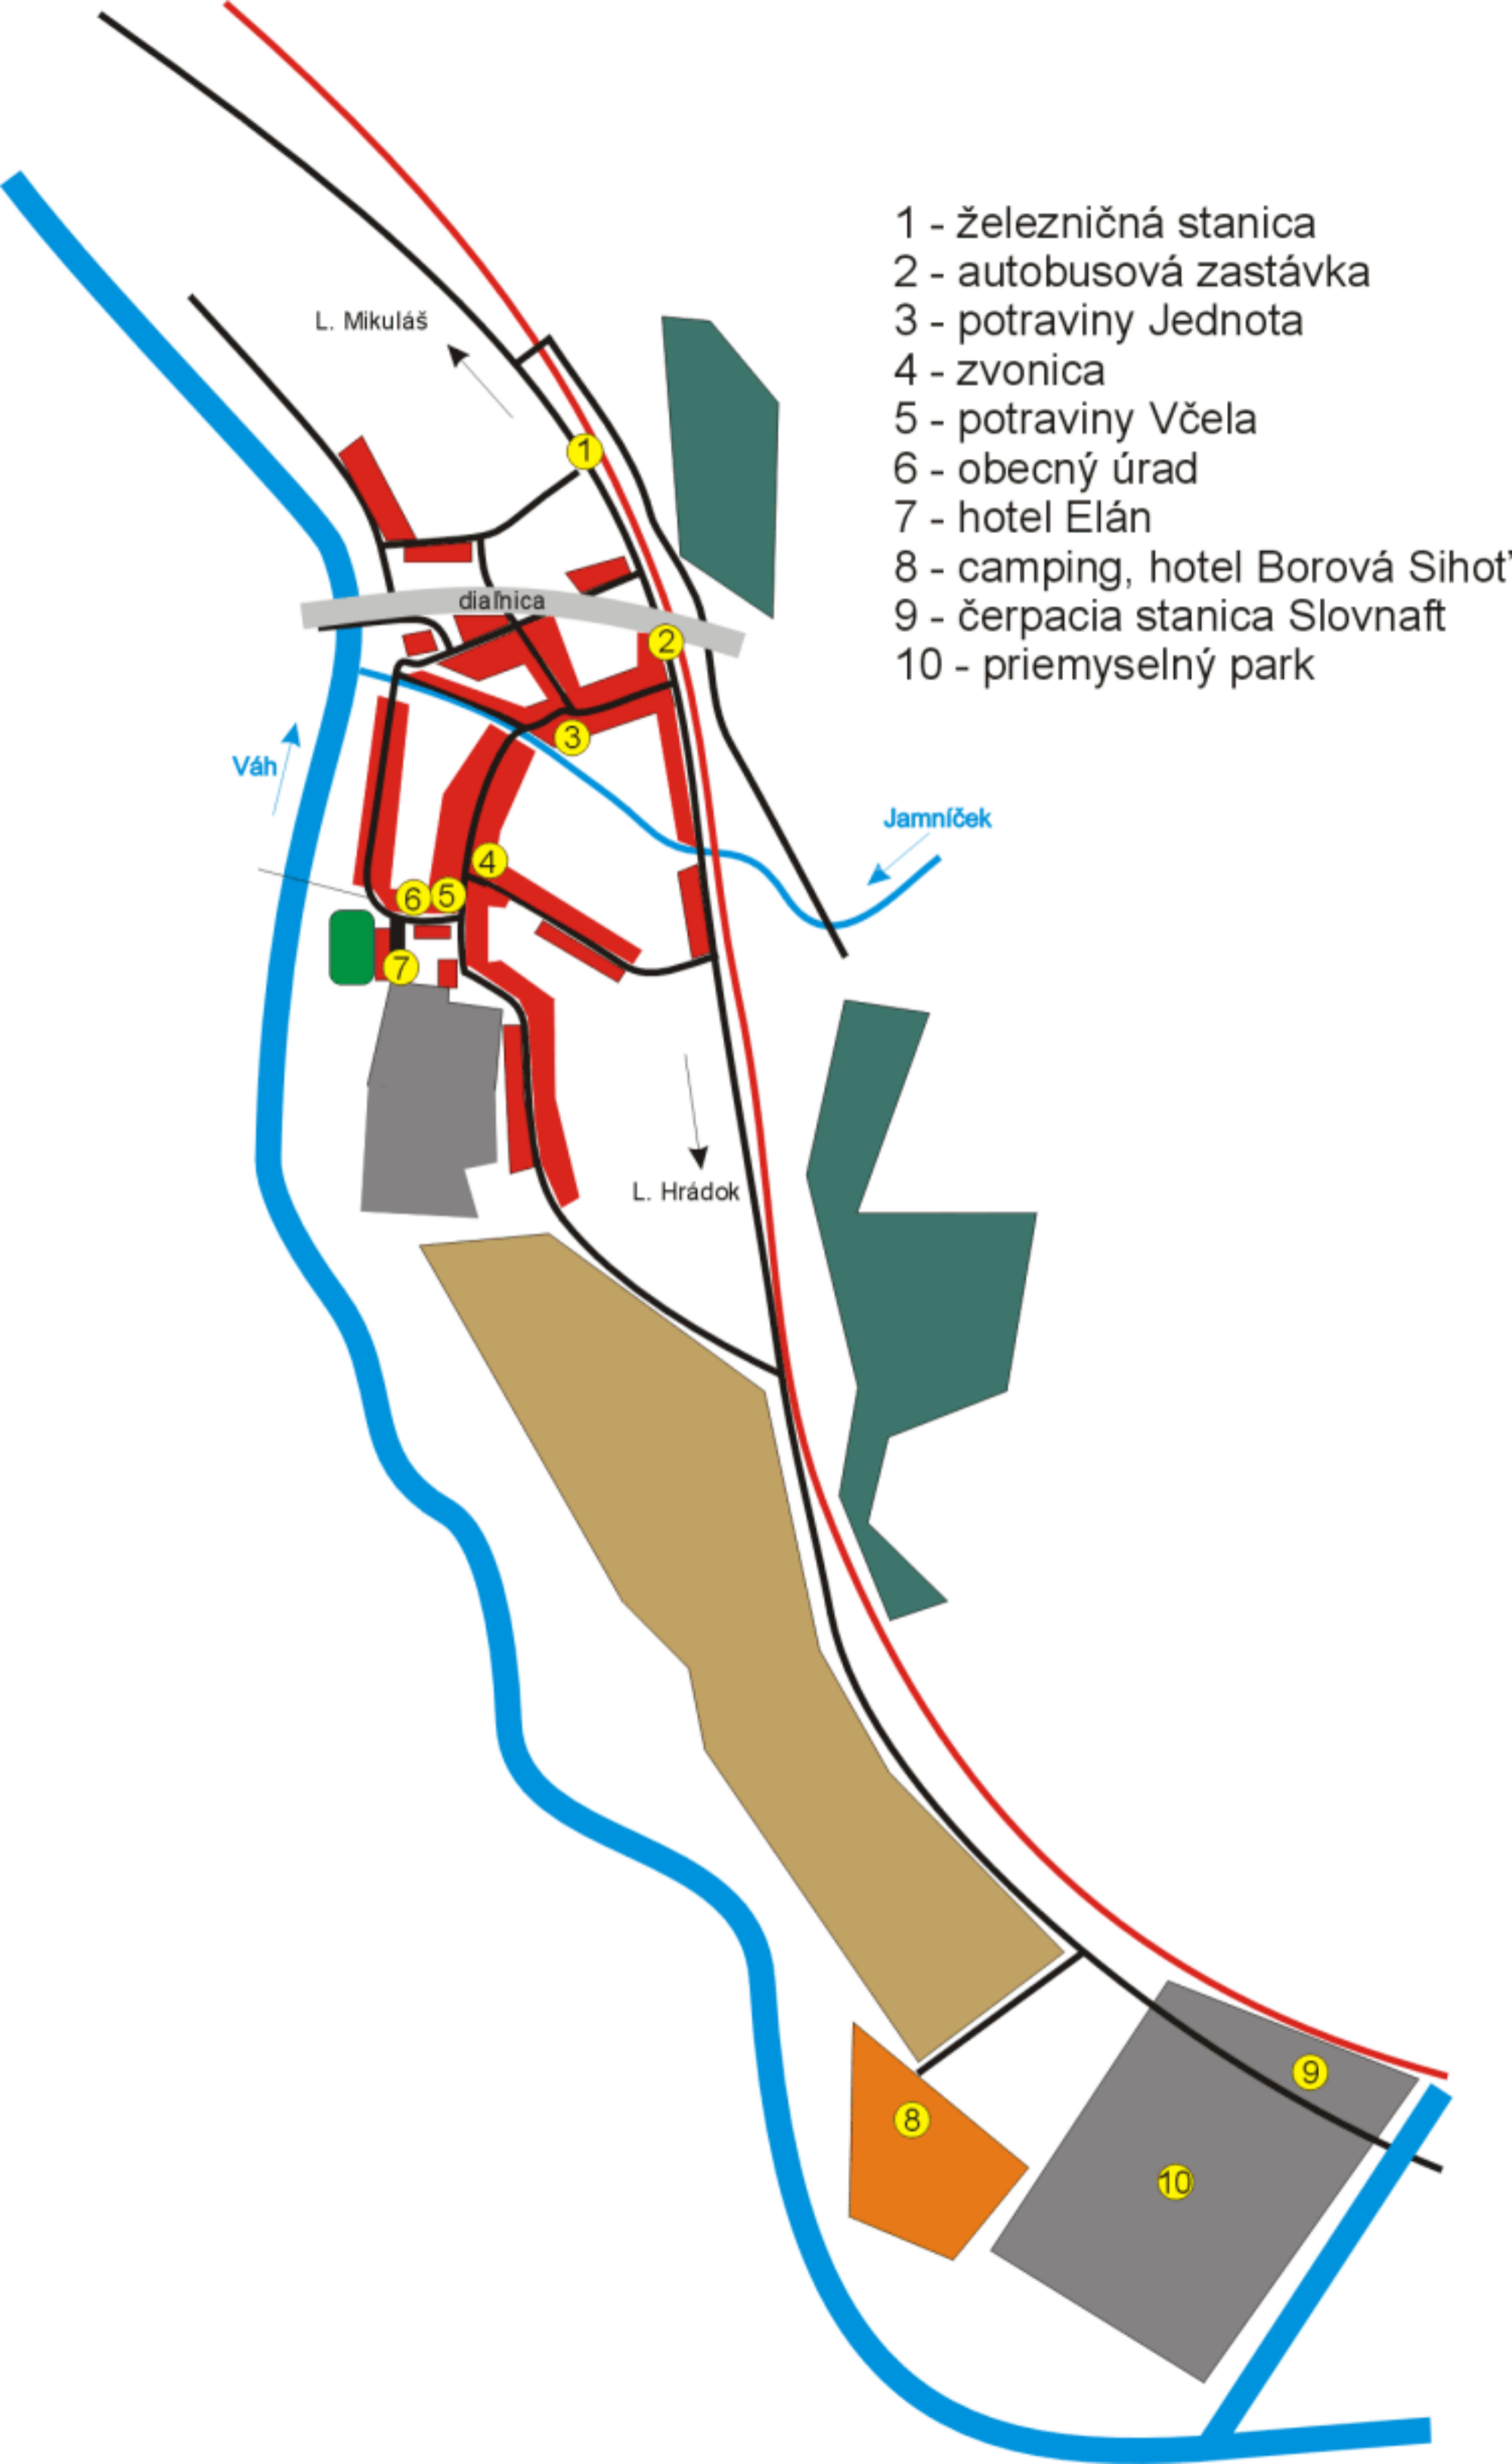 1 - železničná stanica
2 - autobusová zastávka
3 - potraviny Jednota
4 - zvonica
5 - potraviny Včela
6 - obecný úrad
7 - hotel Elán
8 - camping, hotel Borová Sihoť
9 - čerpacia stanica Slovnaft
10 - priemyselný park
L. Mikuláš
1
diaľnica
2
3
Váh
Jamníček
4
6
5
7
L. Hrádok
9
8
10